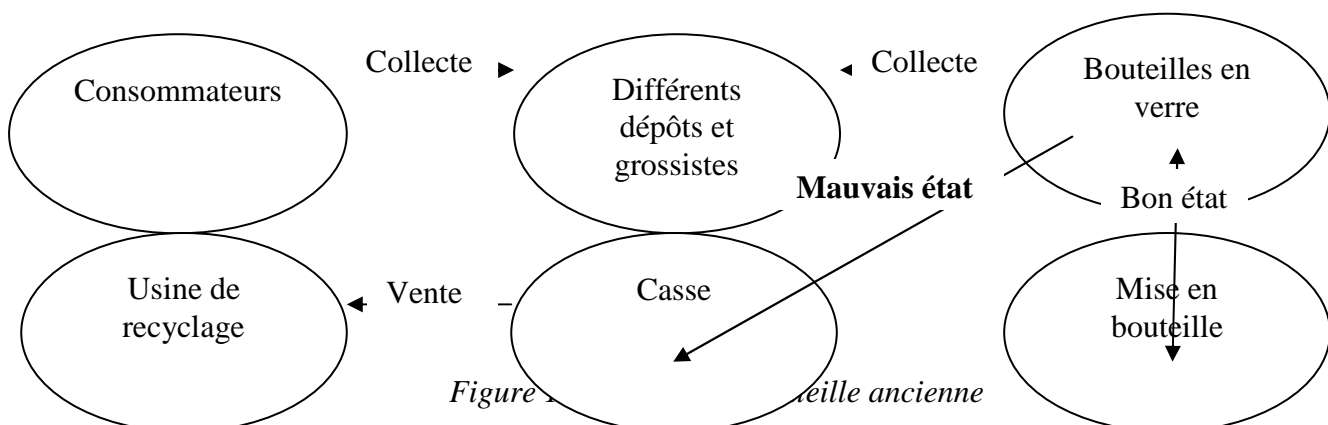 Consommateurs
Collecte
Différents
dépôts et
grossistes
Collecte
Bouteilles en
verre
Mauvais état
Bon état
Usine de
recyclage
Vente
Casse
Mise en
bouteille
Figure ancienne